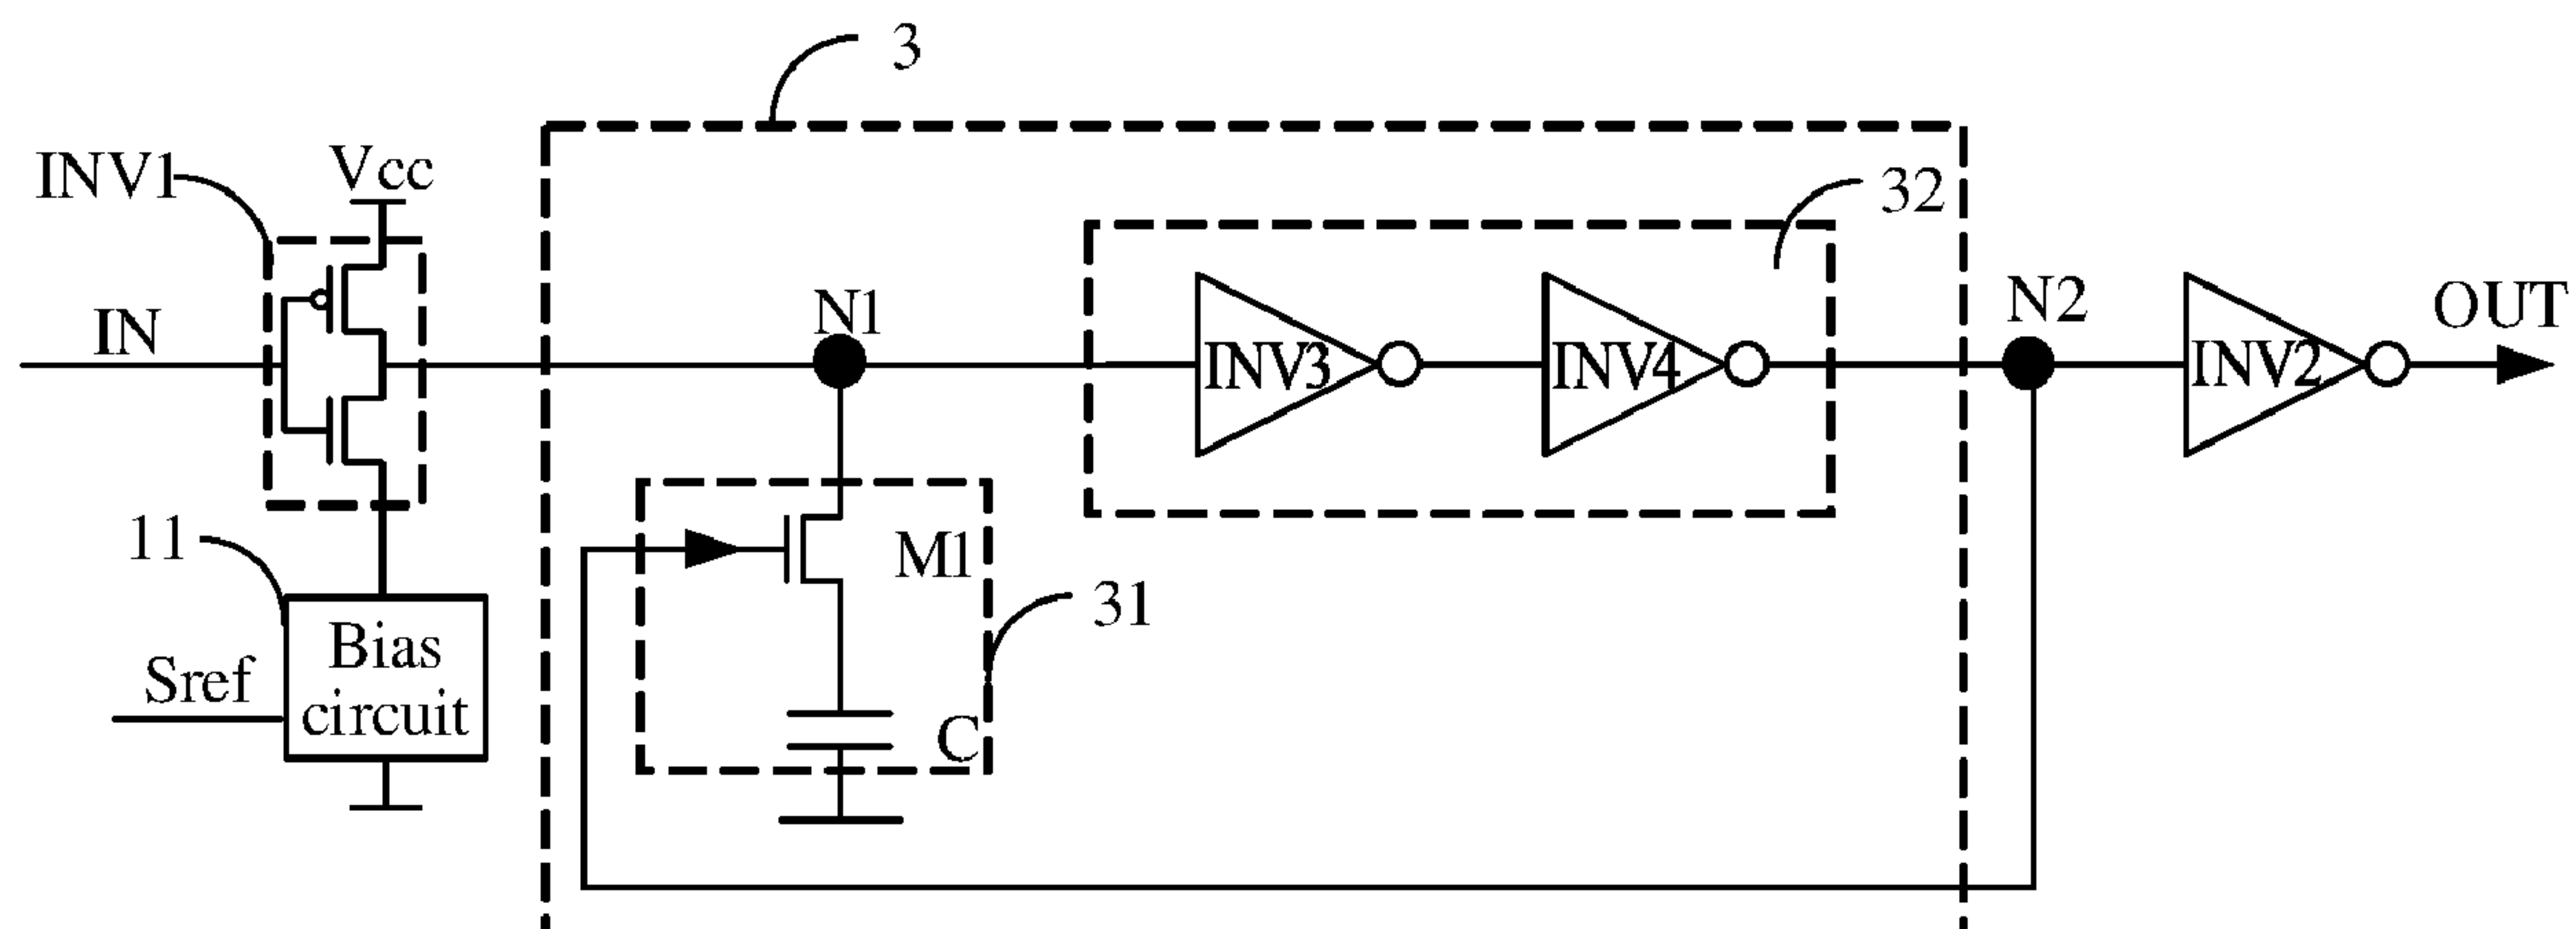 3
INV1
Vcc
32
IN
N1
INV3
INV4
N2
INV2
OUT
11
M1
31
Sref
Bias
circuit
C